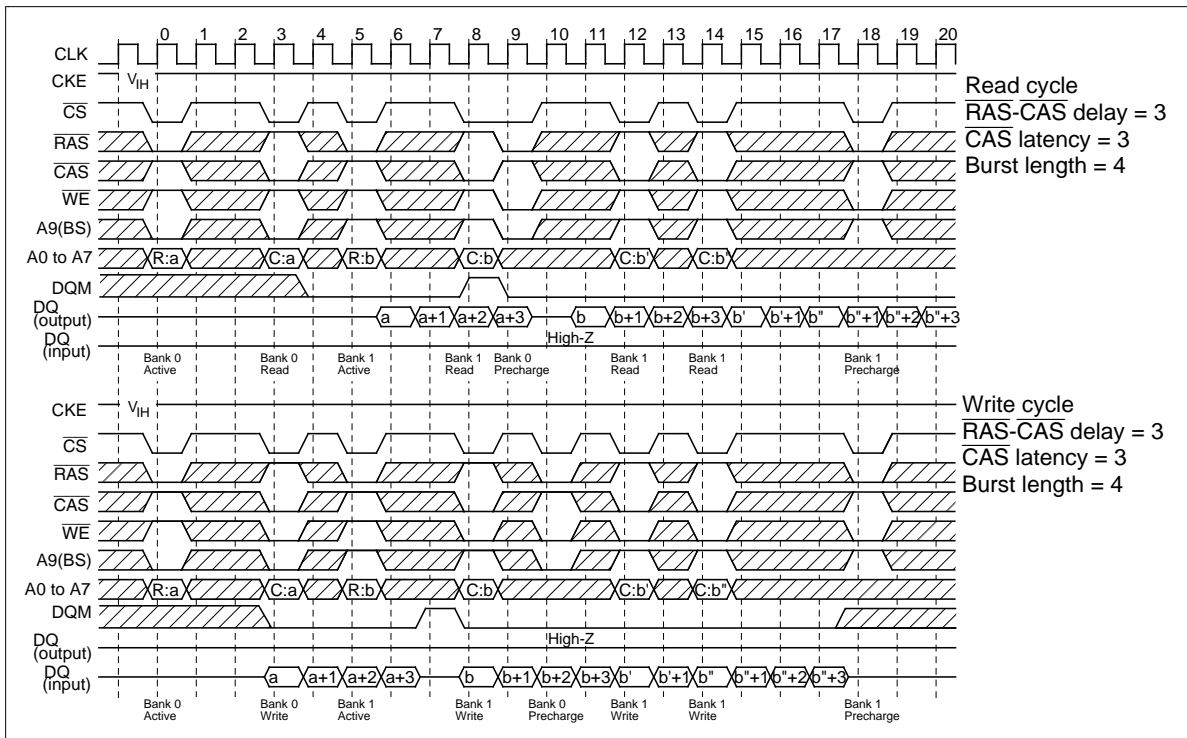 0 1 2 3 4 5 6 7 8 9 10 11 12 13 14 15 16 17 18 19 20
CLK
CKE VIH
CS
RAS
CAS
WE
A9(BS)
A0 to A7 R:a C:a R:b C:b C:b' C:b"
DQM
DQ (output) a a+1 a+2 a+3 b b+1 b+2 b+3 b' b'+1 b" b"+1 b"+2 b"+3
DQ (input) High-Z
Bank 0 Active
Bank 0 Read
Bank 1 Active
Bank 1 Read
Bank 0 Precharge
Bank 1 Read
Bank 1 Read
Bank 1 Precharge
Read cycle
RAS-CAS delay = 3
CAS latency = 3
Burst length = 4
CKE VIH
CS
RAS
CAS
WE
A9(BS)
A0 to A7 R:a C:a R:b C:b C:b' C:b"
DQM
DQ (output) High-Z
DQ (input) a a+1 a+2 a+3 b b+1 b+2 b+3 b' b'+1 b" b"+1 b"+2 b"+3
Bank 0 Active
Bank 0 Write
Bank 1 Active
Bank 1 Write
Bank 0 Precharge
Bank 1 Write
Bank 1 Write
Bank 1 Precharge
Write cycle
RAS-CAS delay = 3
CAS latency = 3
Burst length = 4